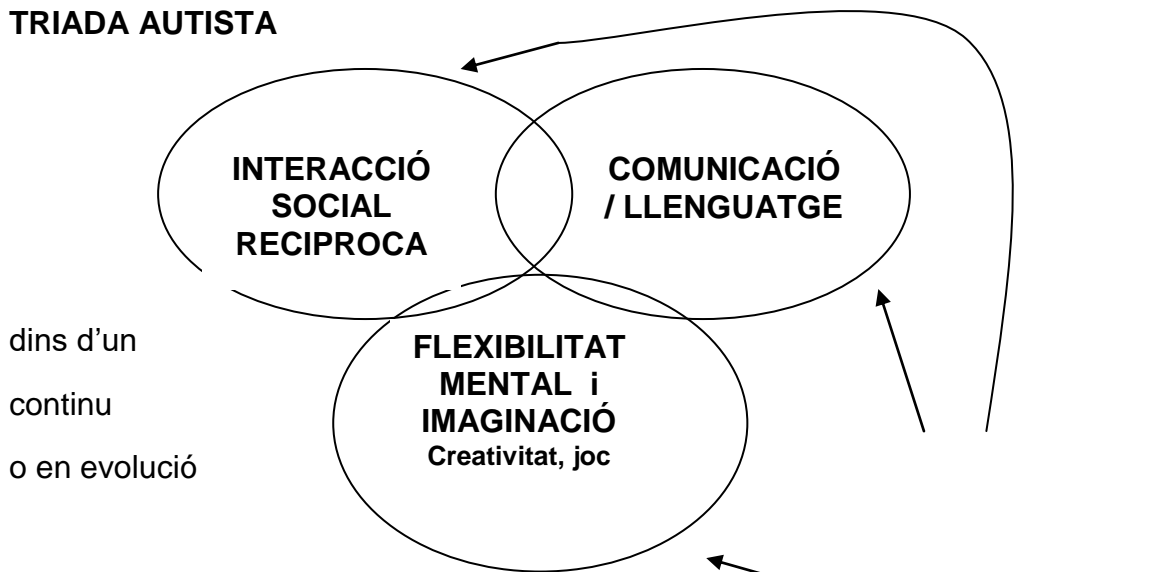 TRIADA AUTISTA
INTERACCIÓ
SOCIAL
RECIPROCA
COMUNICACIÓ
/ LLENGUATGE
dins d’un
continu
o en evolució
FLEXIBILITAT
MENTAL i
IMAGINACIÓ
Creativitat, joc